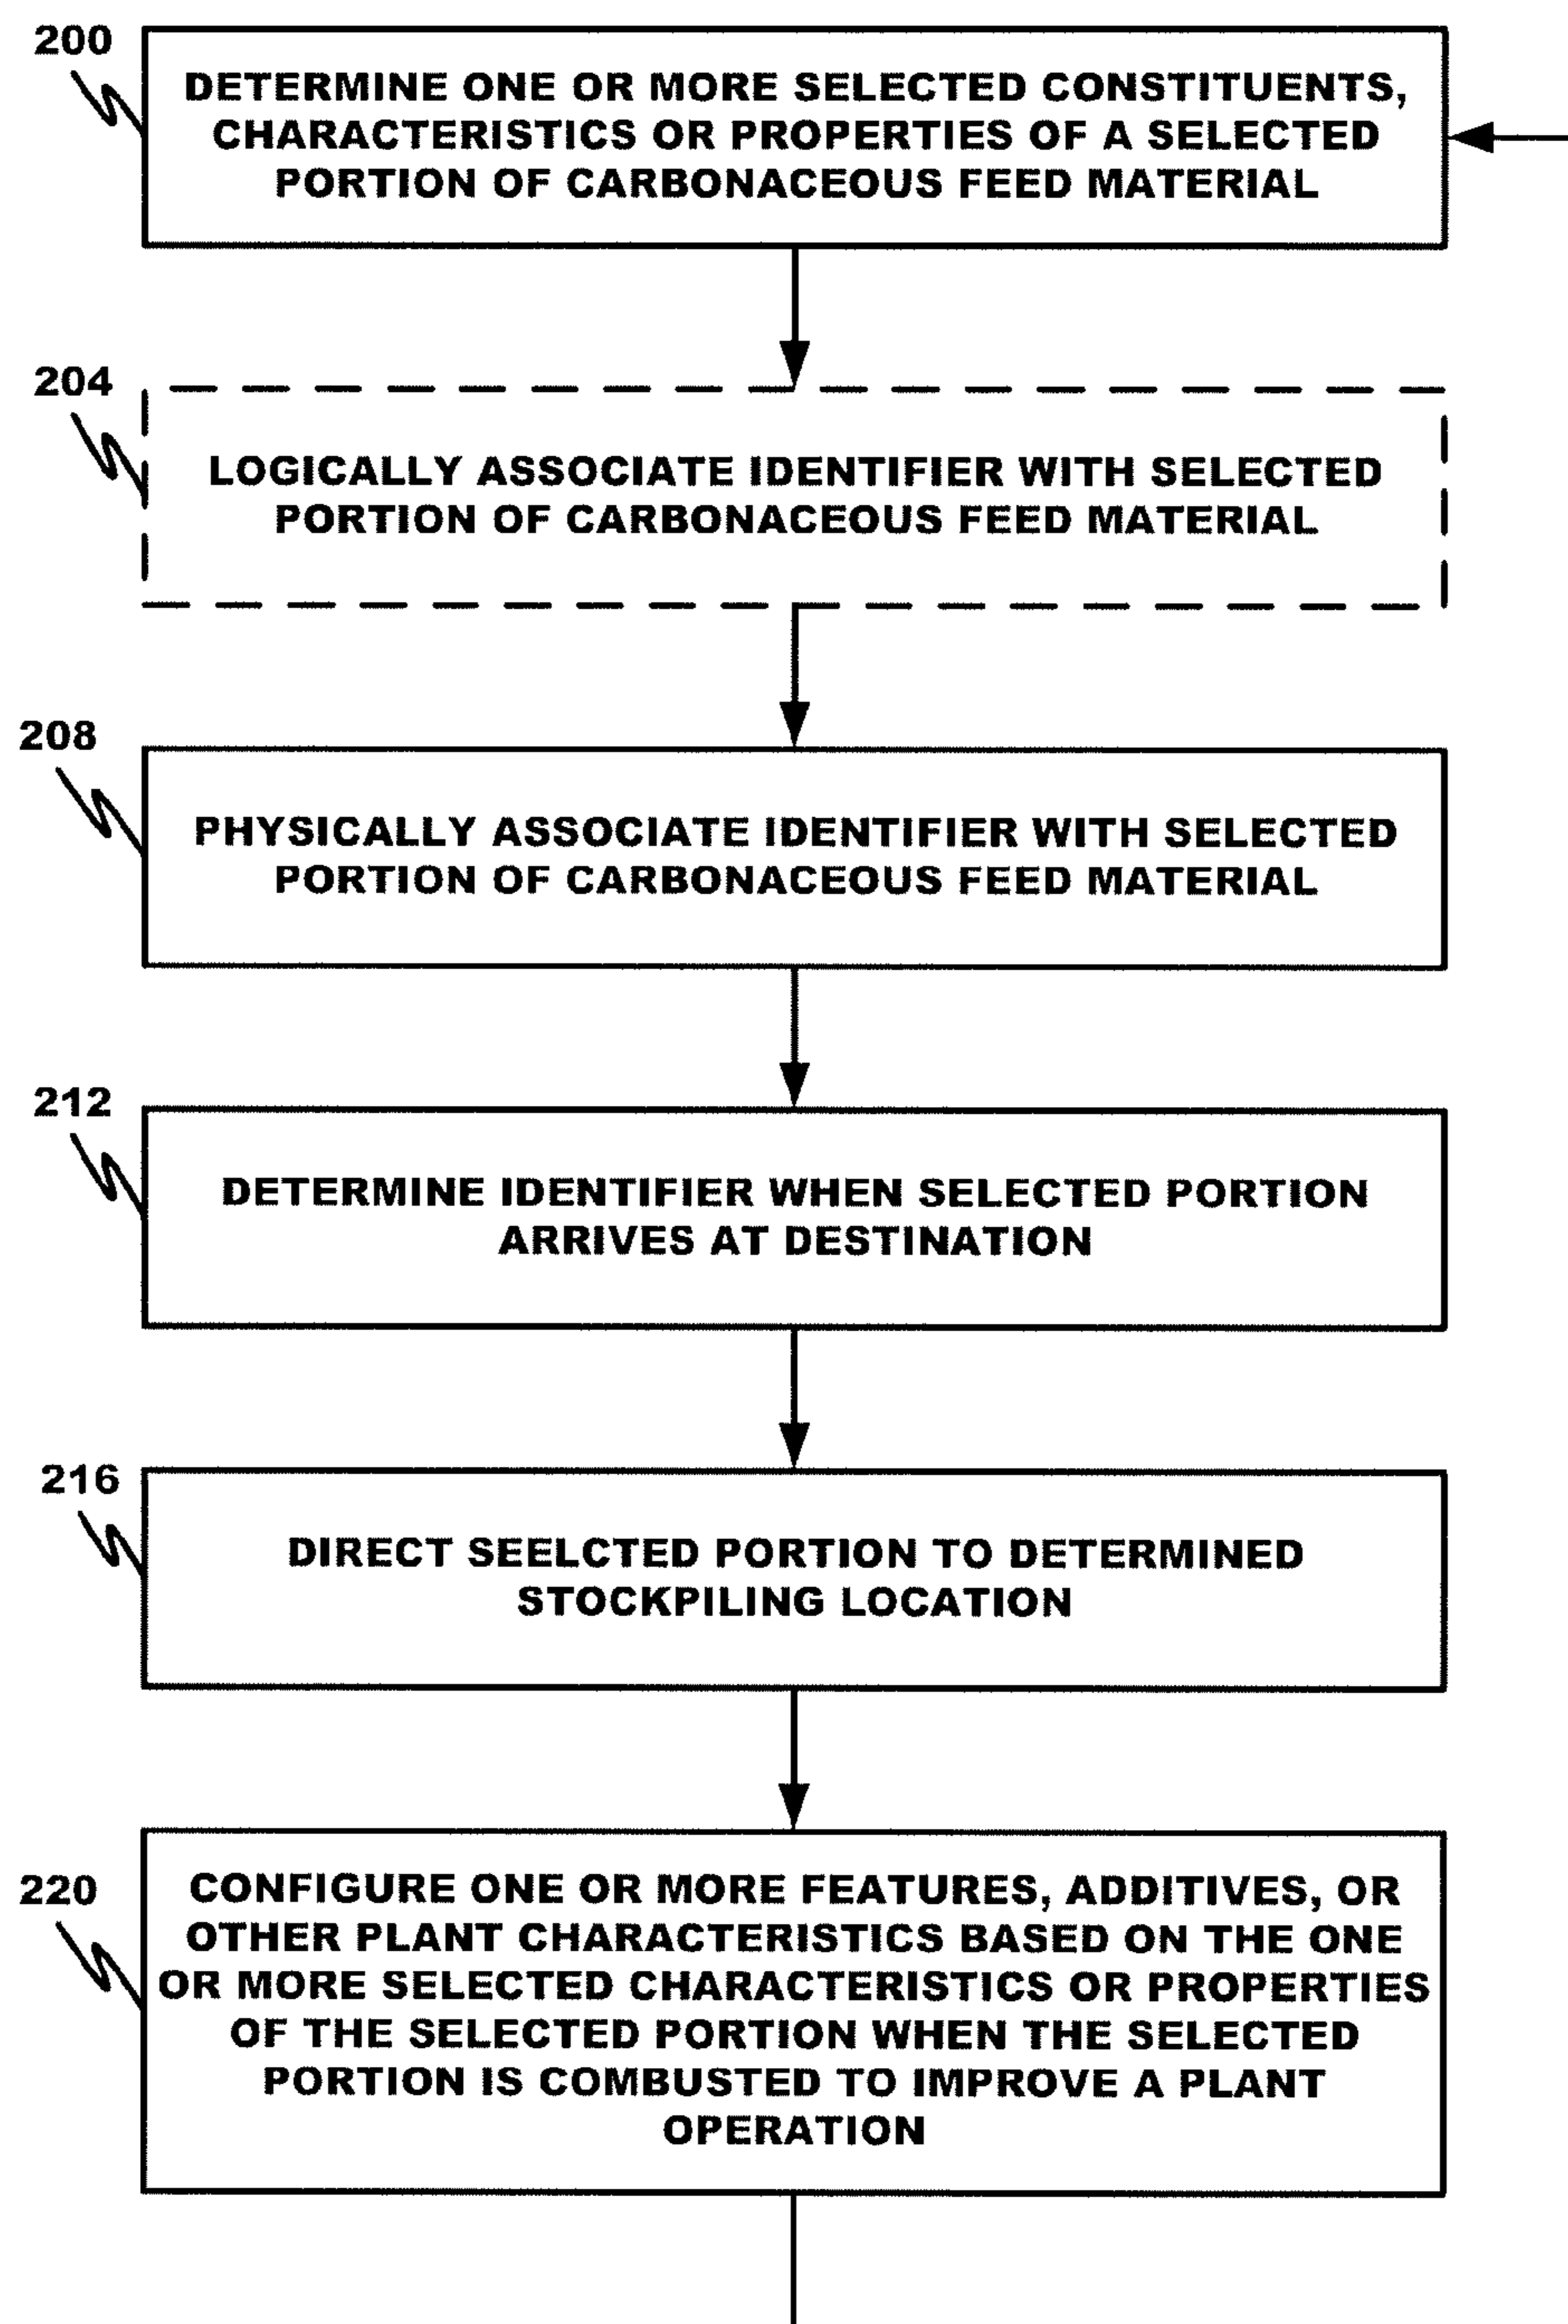 200
DETERMINE ONE OR MORE SELECTED CONSTITUENTS,
CHARACTERISTICS OR PROPERTIES OF A SELECTED
PORTION OF CARBONACEOUS FEED MATERIAL
204
LOGICALLY ASSOCIATE IDENTIFIER WITH SELECTED
PORTION OF CARBONACEOUS FEED MATERIAL
208
PHYSICALLY ASSOCIATE IDENTIFIER WITH SELECTED
PORTION OF CARBONACEOUS FEED MATERIAL
212
DETERMINE IDENTIFIER WHEN SELECTED PORTION
ARRIVES AT DESTINATION
216
DIRECT SEELCTED PORTION TO DETERMINED
STOCKPILING LOCATION
220
CONFIGURE ONE OR MORE FEATURES, ADDITIVES, OR
OTHER PLANT CHARACTERISTICS BASED ON THE ONE
OR MORE SELECTED CHARACTERISTICS OR PROPERTIES
OF THE SELECTED PORTION WHEN THE SELECTED
PORTION IS COMBUSTED TO IMPROVE A PLANT
OPERATION